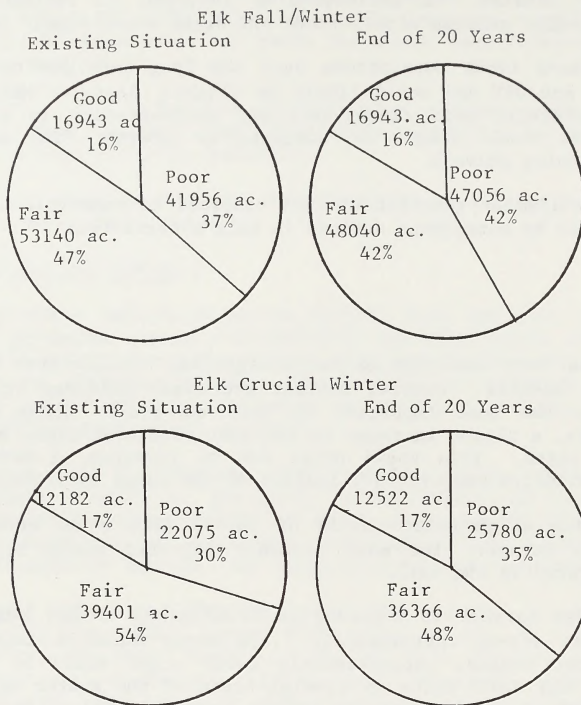 Elk Fall/Winter
Existing Situation
End of 20 Years
Good
16943 ac
16%
Poor
41956 ac.
37%
Fair
53140 ac.
47%
Good
16943. ac.
16%
Poor
47056 ac.
42%
Fair
48040 ac.
42%
Elk Crucial Winter
Existing Situation
End of 20 Years
Good
12182 ac.
17%
Poor
22075 ac.
30%
Fair
39401 ac.
54%
Good
12522 ac.
17%
Poor
25780 ac.
35%
Fair
36366 ac.
48%